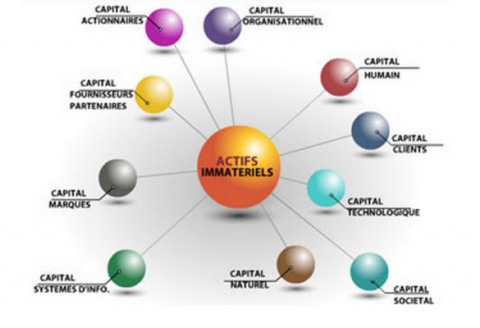 CAPITAL
ACTIONNAIRES
CAPITAL
ORGANISATIONNEL
CAPITAL
HUMAIN
CAPITAL
FOURNISSEURS
PARTENAIRES
CAPITAL
CLIENTS
ACTIFS
IMMATERIELS
CAPITAL
MARQUES
CAPITAL
TECHNOLOGIQUE
CAPITAL
SYSTEMES D'INFO.
CAPITAL
NATUREL
CAPITAL
SOCIETAL